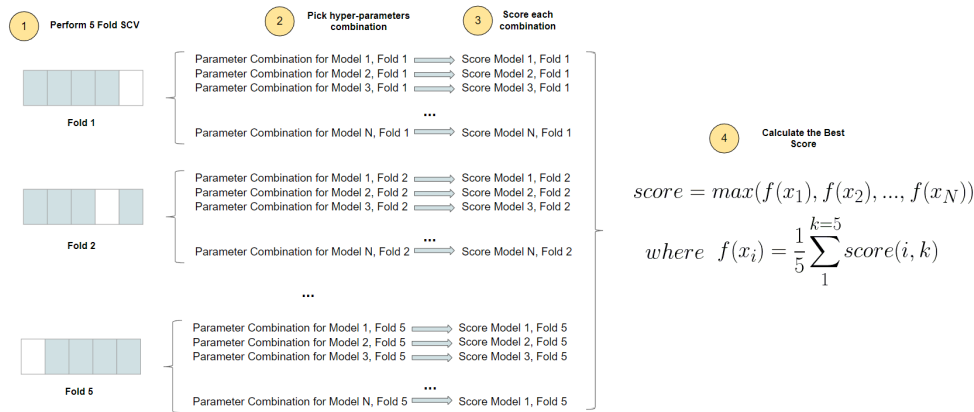 1 Perform 5 Fold SCV
2 Pick hyper-parameters
combination
3 Score each
combination
Fold 1
Parameter Combination for Model 1, Fold 1 Score Model 1, Fold 1
Parameter Combination for Model 2, Fold 1 Score Model 2, Fold 1
Parameter Combination for Model 3, Fold 1 Score Model 3, Fold 1
...
Parameter Combination for Model N, Fold 1 Score Model N, Fold 1
Fold 2
Parameter Combination for Model 1, Fold 2 Score Model 1, Fold 2
Parameter Combination for Model 2, Fold 2 Score Model 2, Fold 2
Parameter Combination for Model 3, Fold 2 Score Model 3, Fold 2
...
Parameter Combination for Model N, Fold 2 Score Model N, Fold 2
...
Fold 5
Parameter Combination for Model 1, Fold 5 Score Model 1, Fold 5
Parameter Combination for Model 2, Fold 5 Score Model 2, Fold 5
Parameter Combination for Model 3, Fold 5 Score Model 3, Fold 5
...
Parameter Combination for Model N, Fold 5 Score Model 1, Fold 5
4 Calculate the Best
Score
score = max(f(x_1), f(x_2), ..., f(x_N))
where f(x_i) = \frac{1}{5} \sum_{1}^{k=5} score(i, k)